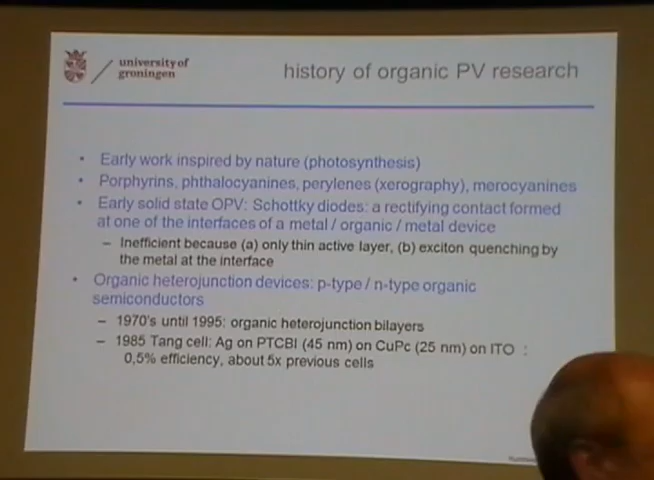 university of
groningen
history of organic PV research
• Early work inspired by nature (photosynthesis)
• Porphyrins, phthalocyanines, perylenes (xerography), merocyanines
• Early solid state OPV: Schottky diodes: a rectifying contact formed
at one of the interfaces of a metal / organic / metal device
– Inefficient because (a) only thin active layer, (b) exciton quenching by
the metal at the interface
• Organic heterojunction devices: p-type / n-type organic
semiconductors
– 1970's until 1995: organic heterojunction bilayers
– 1985 Tang cell: Ag on PTCBI (45 nm) on CuPc (25 nm) on ITO :
0,5% efficiency, about 5x previous cells